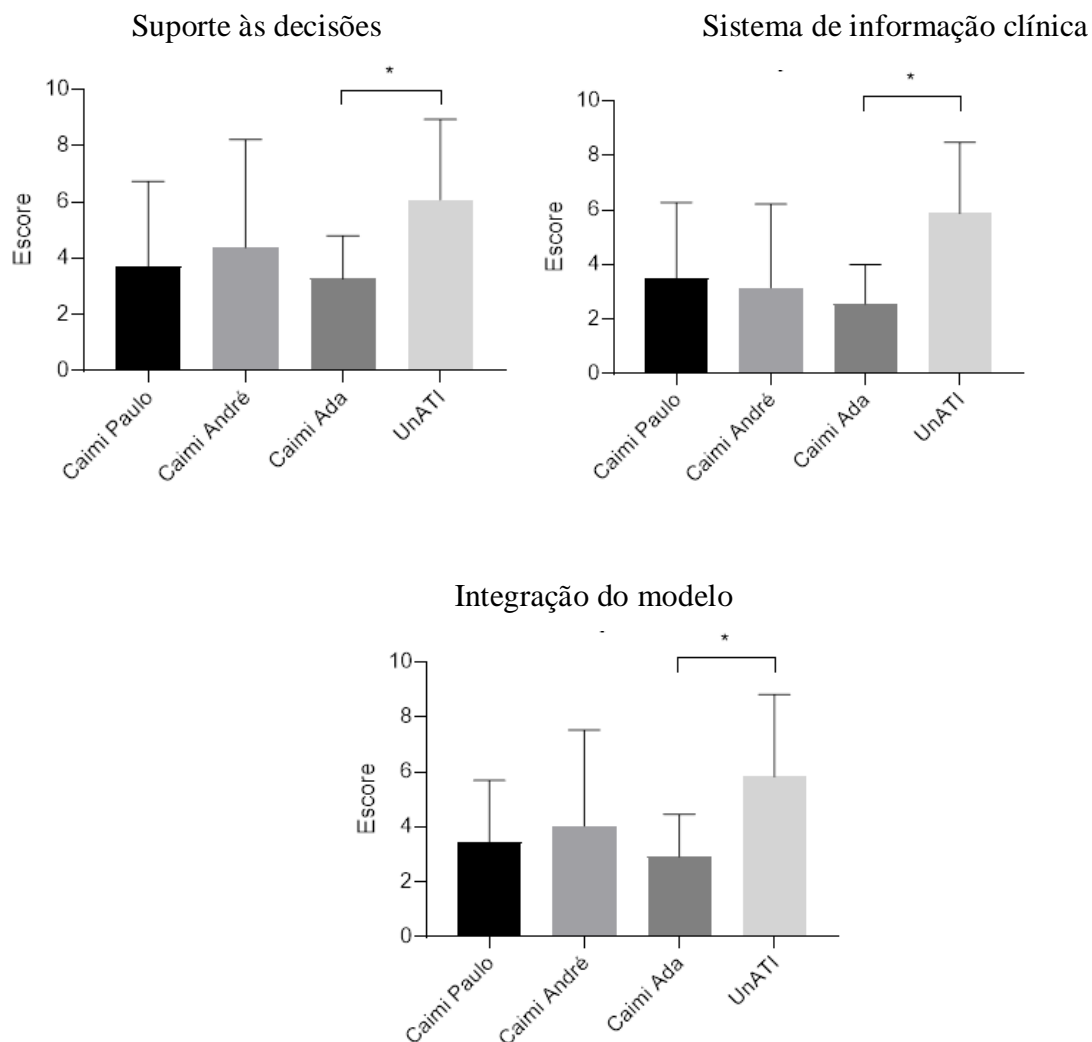 Suporte às decisões
*
10
8
6
4
2
0
Escore
Caimi Paulo
Caimi André
Caimi Ada
UnATI
Sistema de informação clínica
*
10
8
6
4
2
0
Escore
Caimi Paulo
Caimi André
Caimi Ada
UnATI
Integração do modelo
*
10
8
6
4
2
0
Escore
Caimi Paulo
Caimi André
Caimi Ada
UnATI